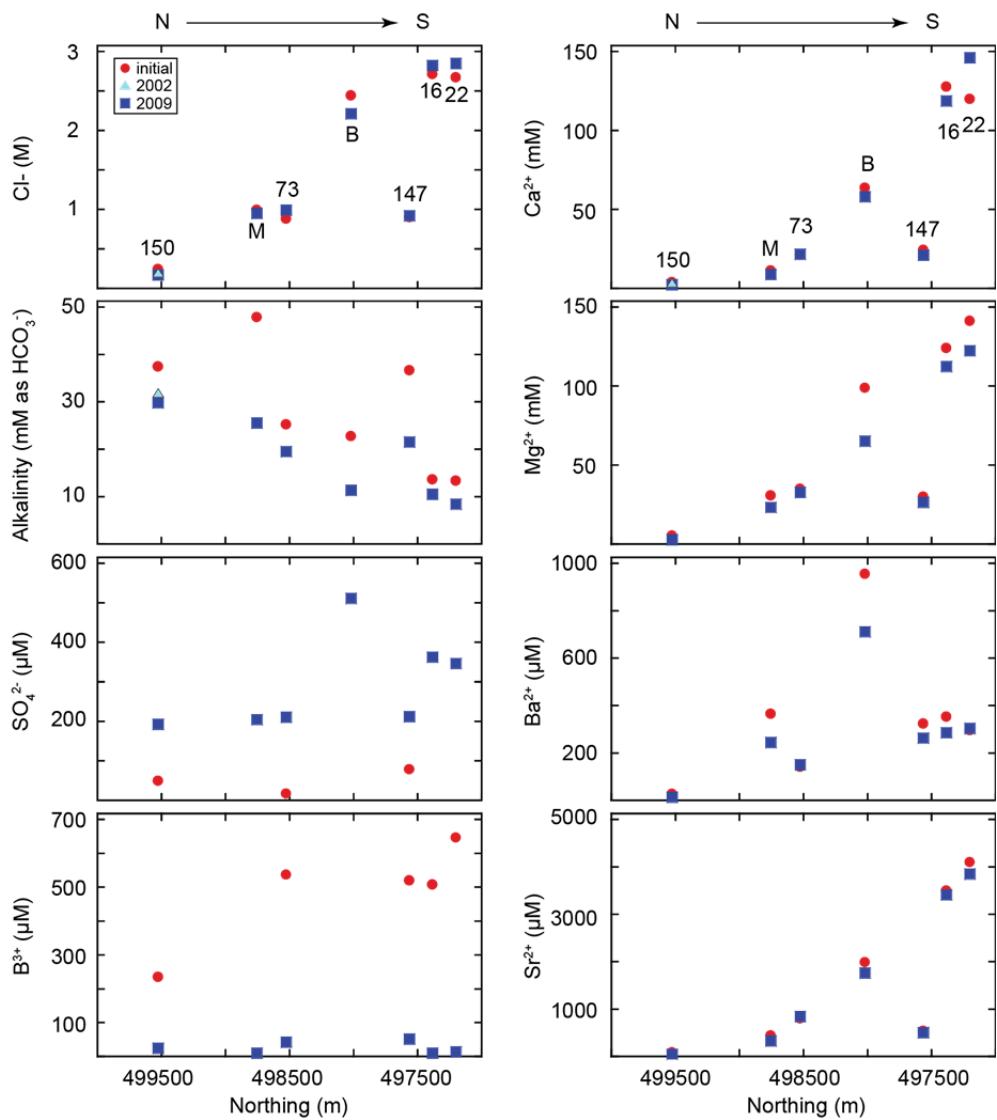 N S
initial
2002
2009
Cl- (M)
3
2
1
150
M
73
B
147
16
22
N S
Ca²⁺ (mM)
150
100
50
150
M
73
B
147
16
22
Alkalinity (mM as HCO₃⁻)
50
30
10
Mg²⁺ (mM)
150
100
50
SO₄²⁻ (µM)
600
400
200
Ba²⁺ (µM)
1000
600
200
B³⁺ (µM)
700
500
300
100
499500 498500 497500
Northing (m)
Sr²⁺ (µM)
5000
3000
1000
499500 498500 497500
Northing (m)